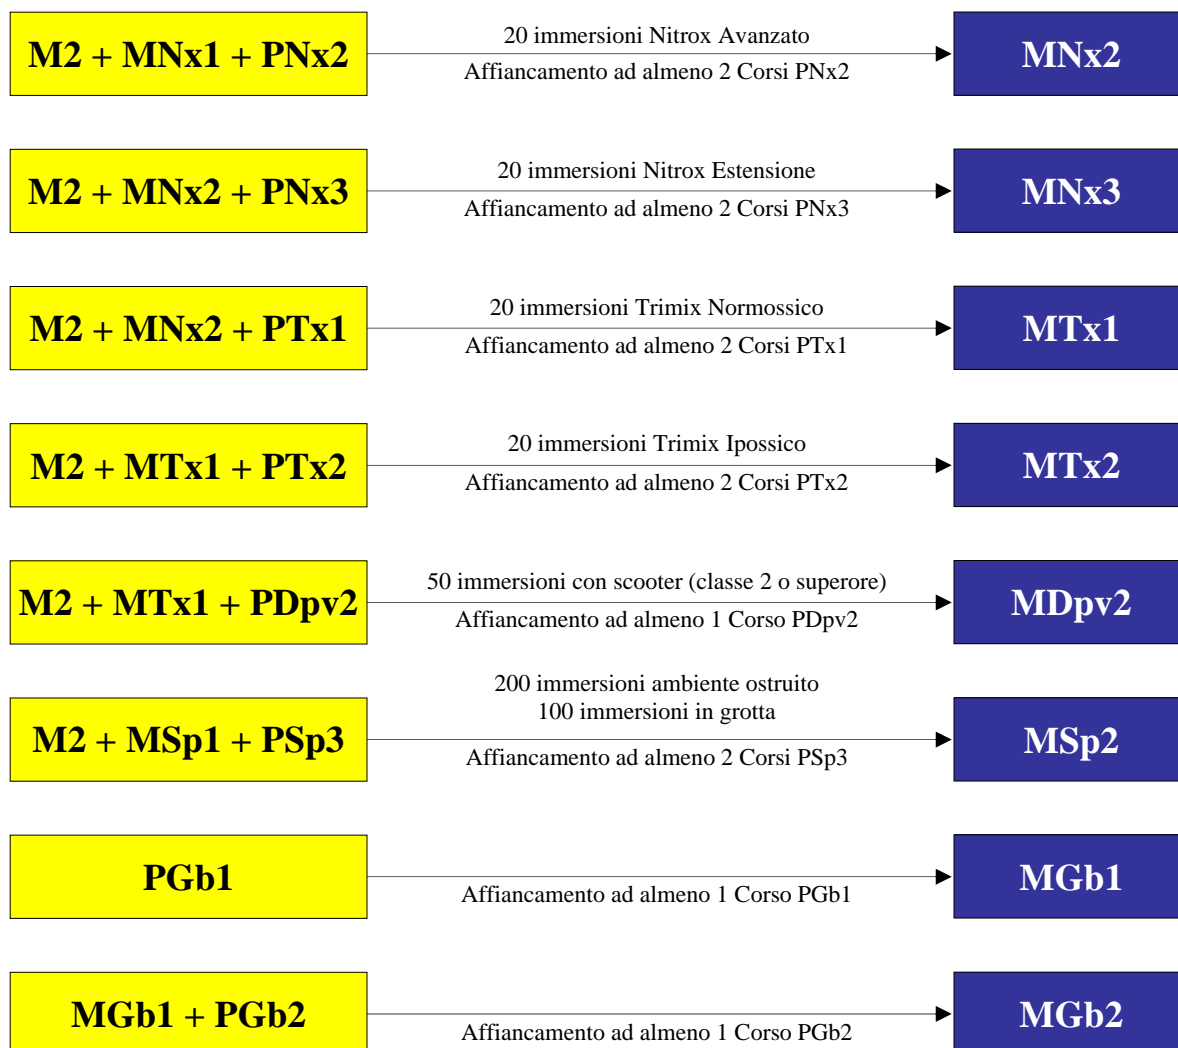 M2 + MNx1 + PNx2
20 immersioni Nitrox Avanzato
Affiancamento ad almeno 2 Corsi PNx2
MNx2
M2 + MNx2 + PNx3
20 immersioni Nitrox Estensione
Affiancamento ad almeno 2 Corsi PNx3
MNx3
M2 + MNx2 + PTx1
20 immersioni Trimix Normossico
Affiancamento ad almeno 2 Corsi PTx1
MTx1
M2 + MTx1 + PTx2
20 immersioni Trimix Ipossico
Affiancamento ad almeno 2 Corsi PTx2
MTx2
M2 + MTx1 + PDpv2
50 immersioni con scooter (classe 2 o superore)
Affiancamento ad almeno 1 Corso PDpv2
MDpv2
M2 + MSp1 + PSp3
200 immersioni ambiente ostruito
100 immersioni in grotta
Affiancamento ad almeno 2 Corsi PSp3
MSp2
PGb1
Affiancamento ad almeno 1 Corso PGb1
MGb1
MGb1 + PGb2
Affiancamento ad almeno 1 Corso PGb2
MGb2